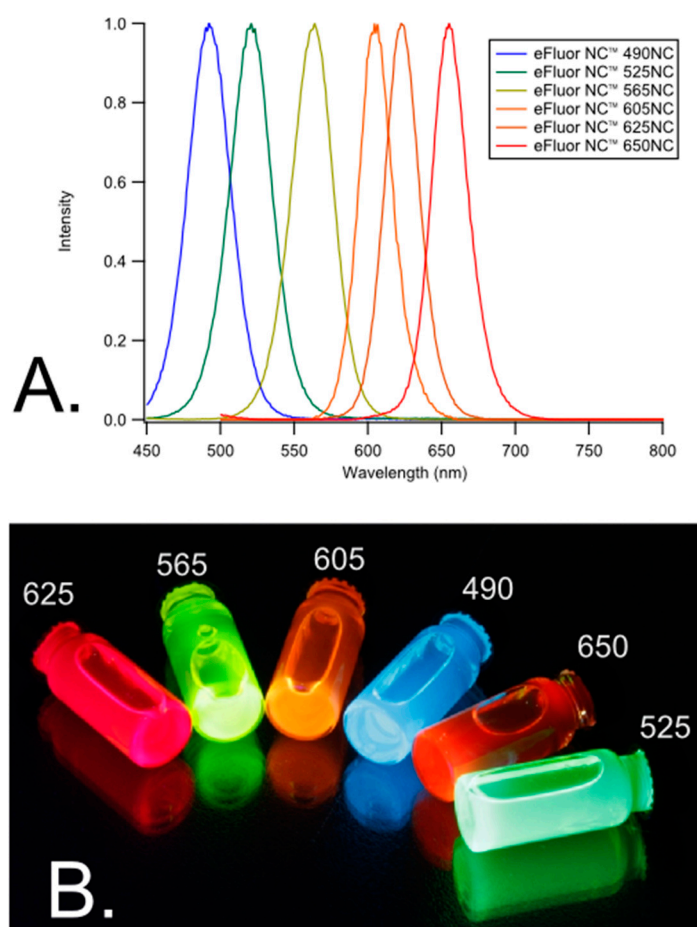 1.0
0.8
0.6
0.4
0.2
0.0
Intensity
eFluor NC™ 490NC
eFluor NC™ 525NC
eFluor NC™ 565NC
eFluor NC™ 605NC
eFluor NC™ 625NC
eFluor NC™ 650NC
450 500 550 600 650 700 750 800
Wavelength (nm)
A.
625 565 605 490 650 525
B.